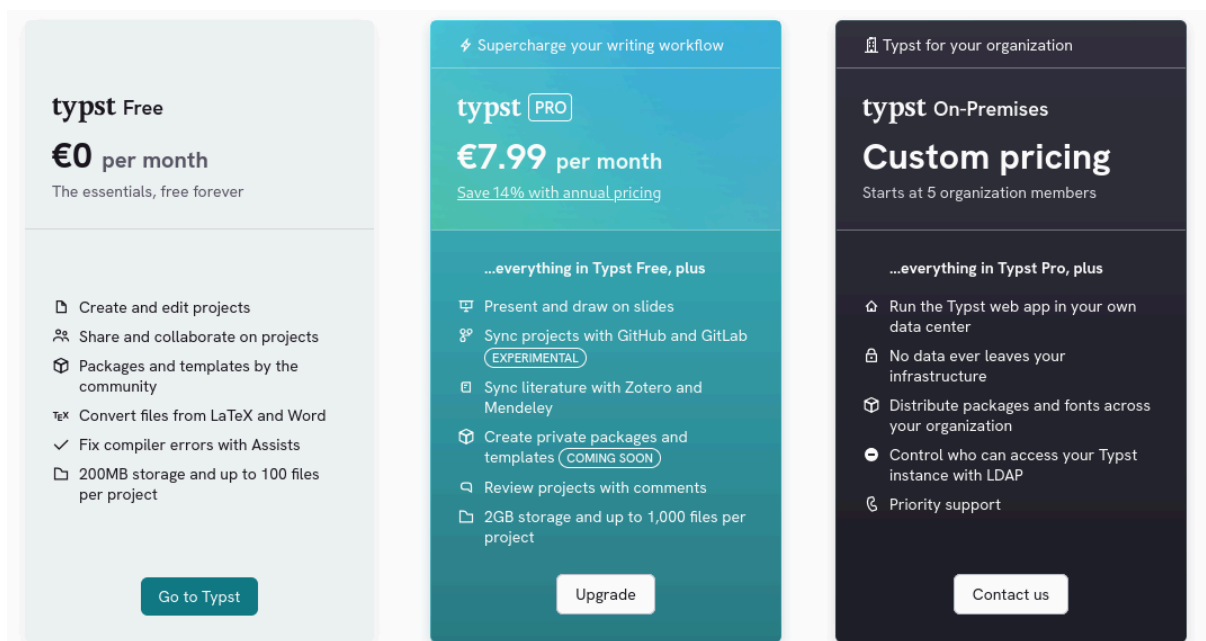 typst Free
€0 per month
The essentials, free forever
Create and edit projects
Share and collaborate on projects
Packages and templates by the
community
TEX Convert files from LaTeX and Word
Fix compiler errors with Assists
200MB storage and up to 100 files
per project
Go to Typst
Supercharge your writing workflow
typst PRO
€7.99 per month
Save 14% with annual pricing
...everything in Typst Free, plus
Present and draw on slides
Sync projects with GitHub and GitLab
EXPERIMENTAL
Sync literature with Zotero and
Mendeley
Create private packages and
templates COMING SOON
Review projects with comments
2GB storage and up to 1,000 files per
project
Upgrade
Typst for your organization
typst On-Premises
Custom pricing
Starts at 5 organization members
...everything in Typst Pro, plus
Run the Typst web app in your own
data center
No data ever leaves your
infrastructure
Distribute packages and fonts across
your organization
Control who can access your Typst
instance with LDAP
Priority support
Contact us